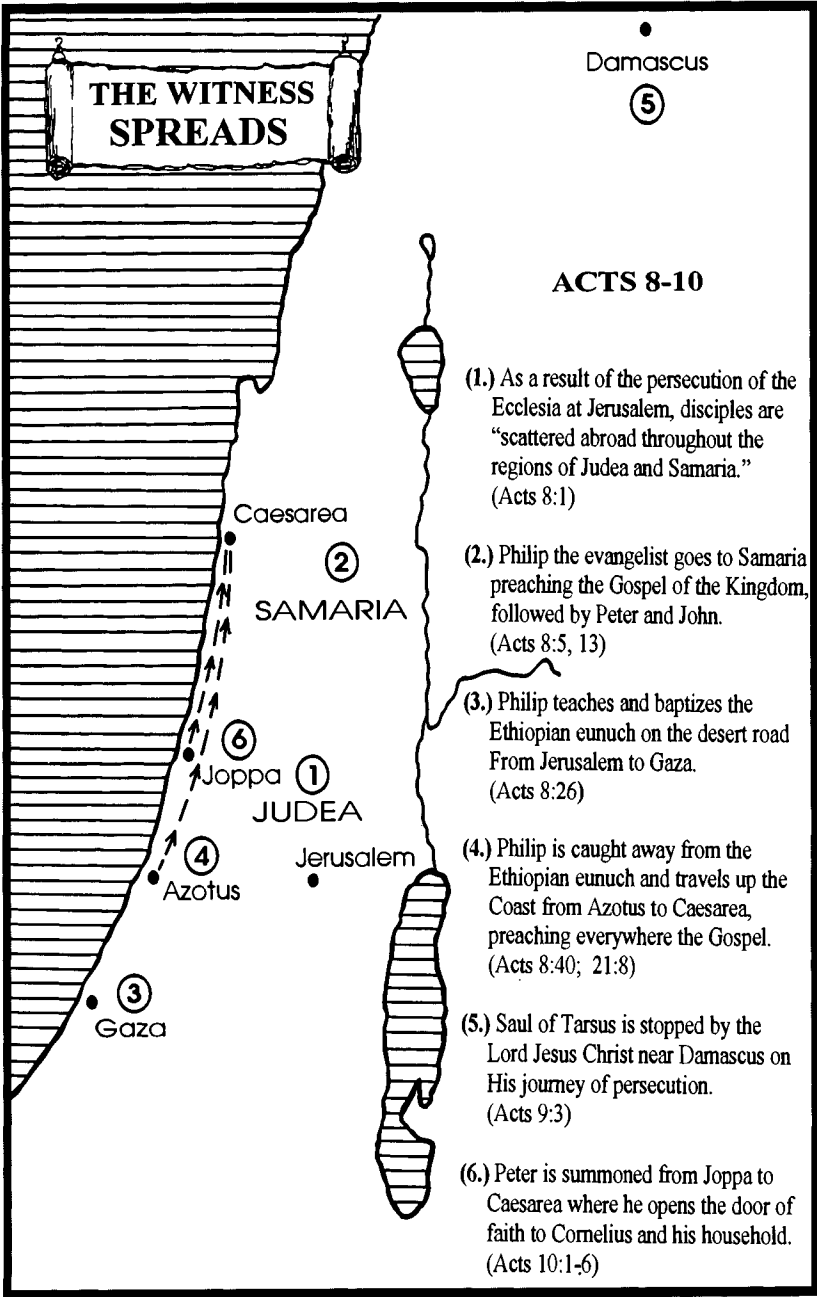 THE WITNESS
SPREADS
Damascus
5
ACTS 8-10
(1.) As a result of the persecution of the
Ecclesia at Jerusalem, disciples are
“scattered abroad throughout the
regions of Judea and Samaria.”
(Acts 8:1)
(2.) Philip the evangelist goes to Samaria
preaching the Gospel of the Kingdom,
followed by Peter and John.
(Acts 8:5, 13)
(3.) Philip teaches and baptizes the
Ethiopian eunuch on the desert road
From Jerusalem to Gaza.
(Acts 8:26)
(4.) Philip is caught away from the
Ethiopian eunuch and travels up the
Coast from Azotus to Caesarea,
preaching everywhere the Gospel.
(Acts 8:40; 21:8)
(5.) Saul of Tarsus is stopped by the
Lord Jesus Christ near Damascus on
His journey of persecution.
(Acts 9:3)
(6.) Peter is summoned from Joppa to
Caesarea where he opens the door of
faith to Cornelius and his household.
(Acts 10:1-6)
Caesarea
2
SAMARIA
6
Joppa
1
JUDEA
4
Azotus
Jerusalem
3
Gaza